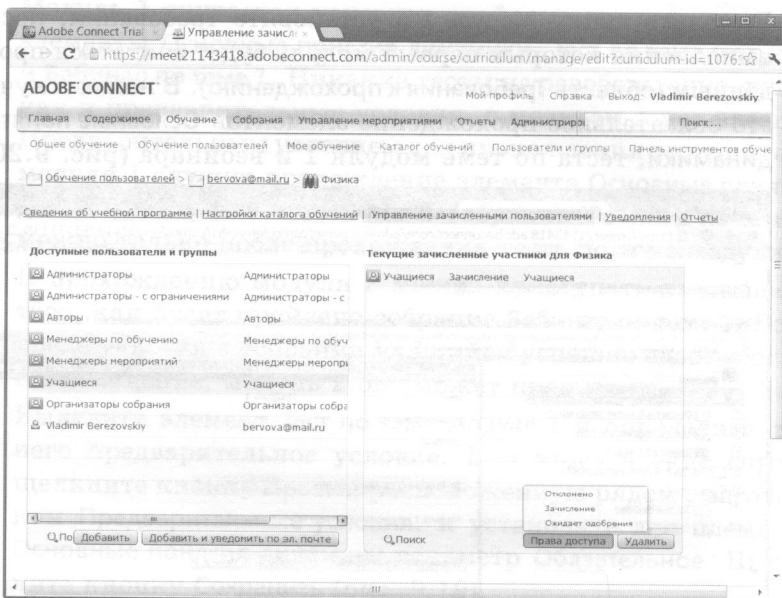 Adobe Connect Trial
Управление зачисл
https://meet21143418.adobeconnect.com/admin/course/curriculum/manage/edit?curriculum-id=1076
ADOBE CONNECT
Мой профиль Справка Выход: Vladimir Berezovskiy
Главная Содержимое Обучение Собрания Управление мероприятиями Отчеты Администриро Поиск...
Общее обучение Обучение пользователей Мое обучение Каталог обучений Пользователи и группы Панель инструментов обуче
Обучение пользователей > bervova@mail.ru > Физика
Сведения об учебной программе | Настройки каталога обучений | Управление зачисленными пользователями | Уведомления | Отчеты
Доступные пользователи и группы
Текущие зачисленные участники для Физика
Администраторы Администраторы
Учащиеся Зачисление Учащиеся
Администраторы - с ограничениями Администраторы - с
Авторы Авторы
Менеджеры по обучению Менеджеры по обуч
Менеджеры мероприятий Менеджеры меропри
Учащиеся Учащиеся
Организаторы собрания Организаторы собра
Vladimir Berezovskiy bervova@mail.ru
Отклонено
Зачисление
Ожидает одобрения
По Добавить Добавить и уведомить по эл. почте
Поиск Права доступа Удалить